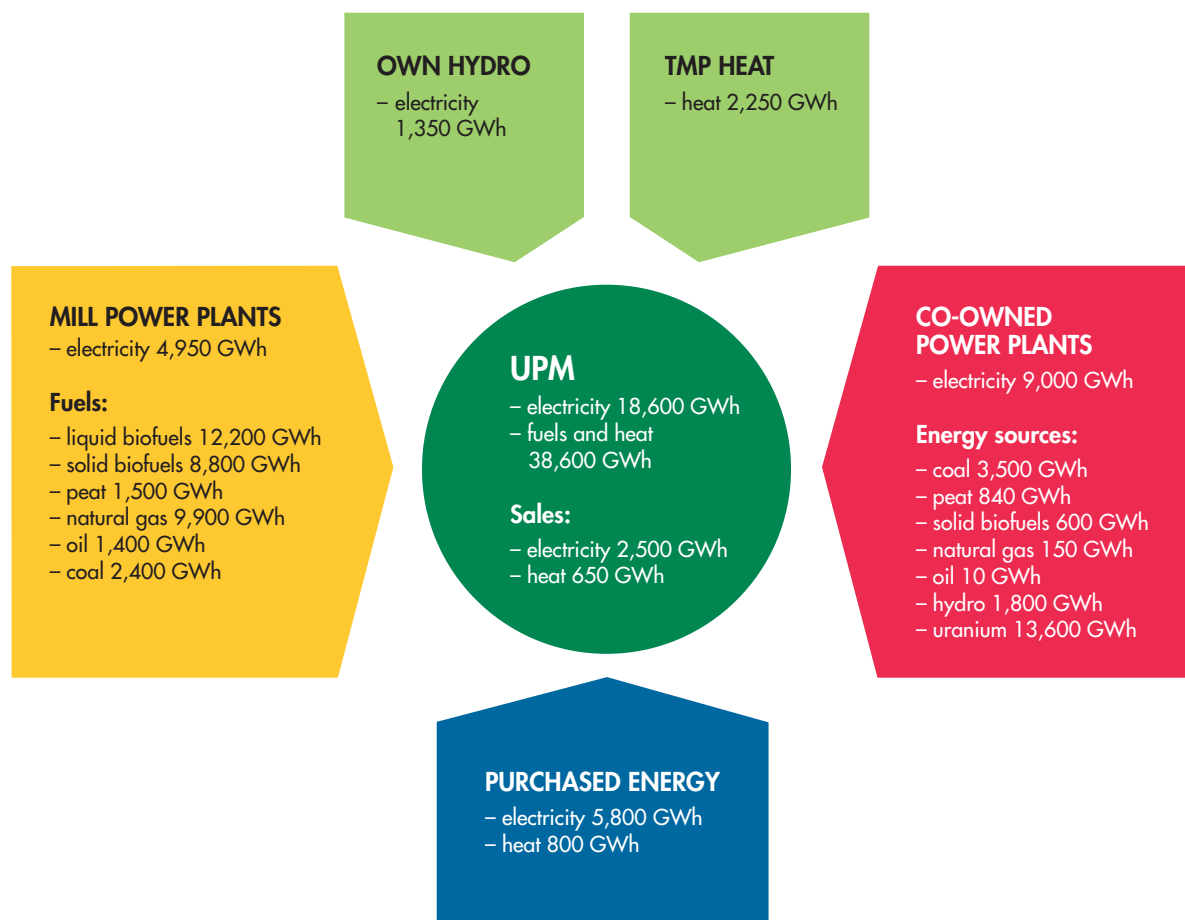 OWN HYDRO
– electricity
1,350 GWh
TMP HEAT
– heat 2,250 GWh
MILL POWER PLANTS
– electricity 4,950 GWh
Fuels:
– liquid biofuels 12,200 GWh
– solid biofuels 8,800 GWh
– peat 1,500 GWh
– natural gas 9,900 GWh
– oil 1,400 GWh
– coal 2,400 GWh
UPM
– electricity 18,600 GWh
– fuels and heat
38,600 GWh
Sales:
– electricity 2,500 GWh
– heat 650 GWh
CO-OWNED
POWER PLANTS
– electricity 9,000 GWh
Energy sources:
– coal 3,500 GWh
– peat 840 GWh
– solid biofuels 600 GWh
– natural gas 150 GWh
– oil 10 GWh
– hydro 1,800 GWh
– uranium 13,600 GWh
PURCHASED ENERGY
– electricity 5,800 GWh
– heat 800 GWh